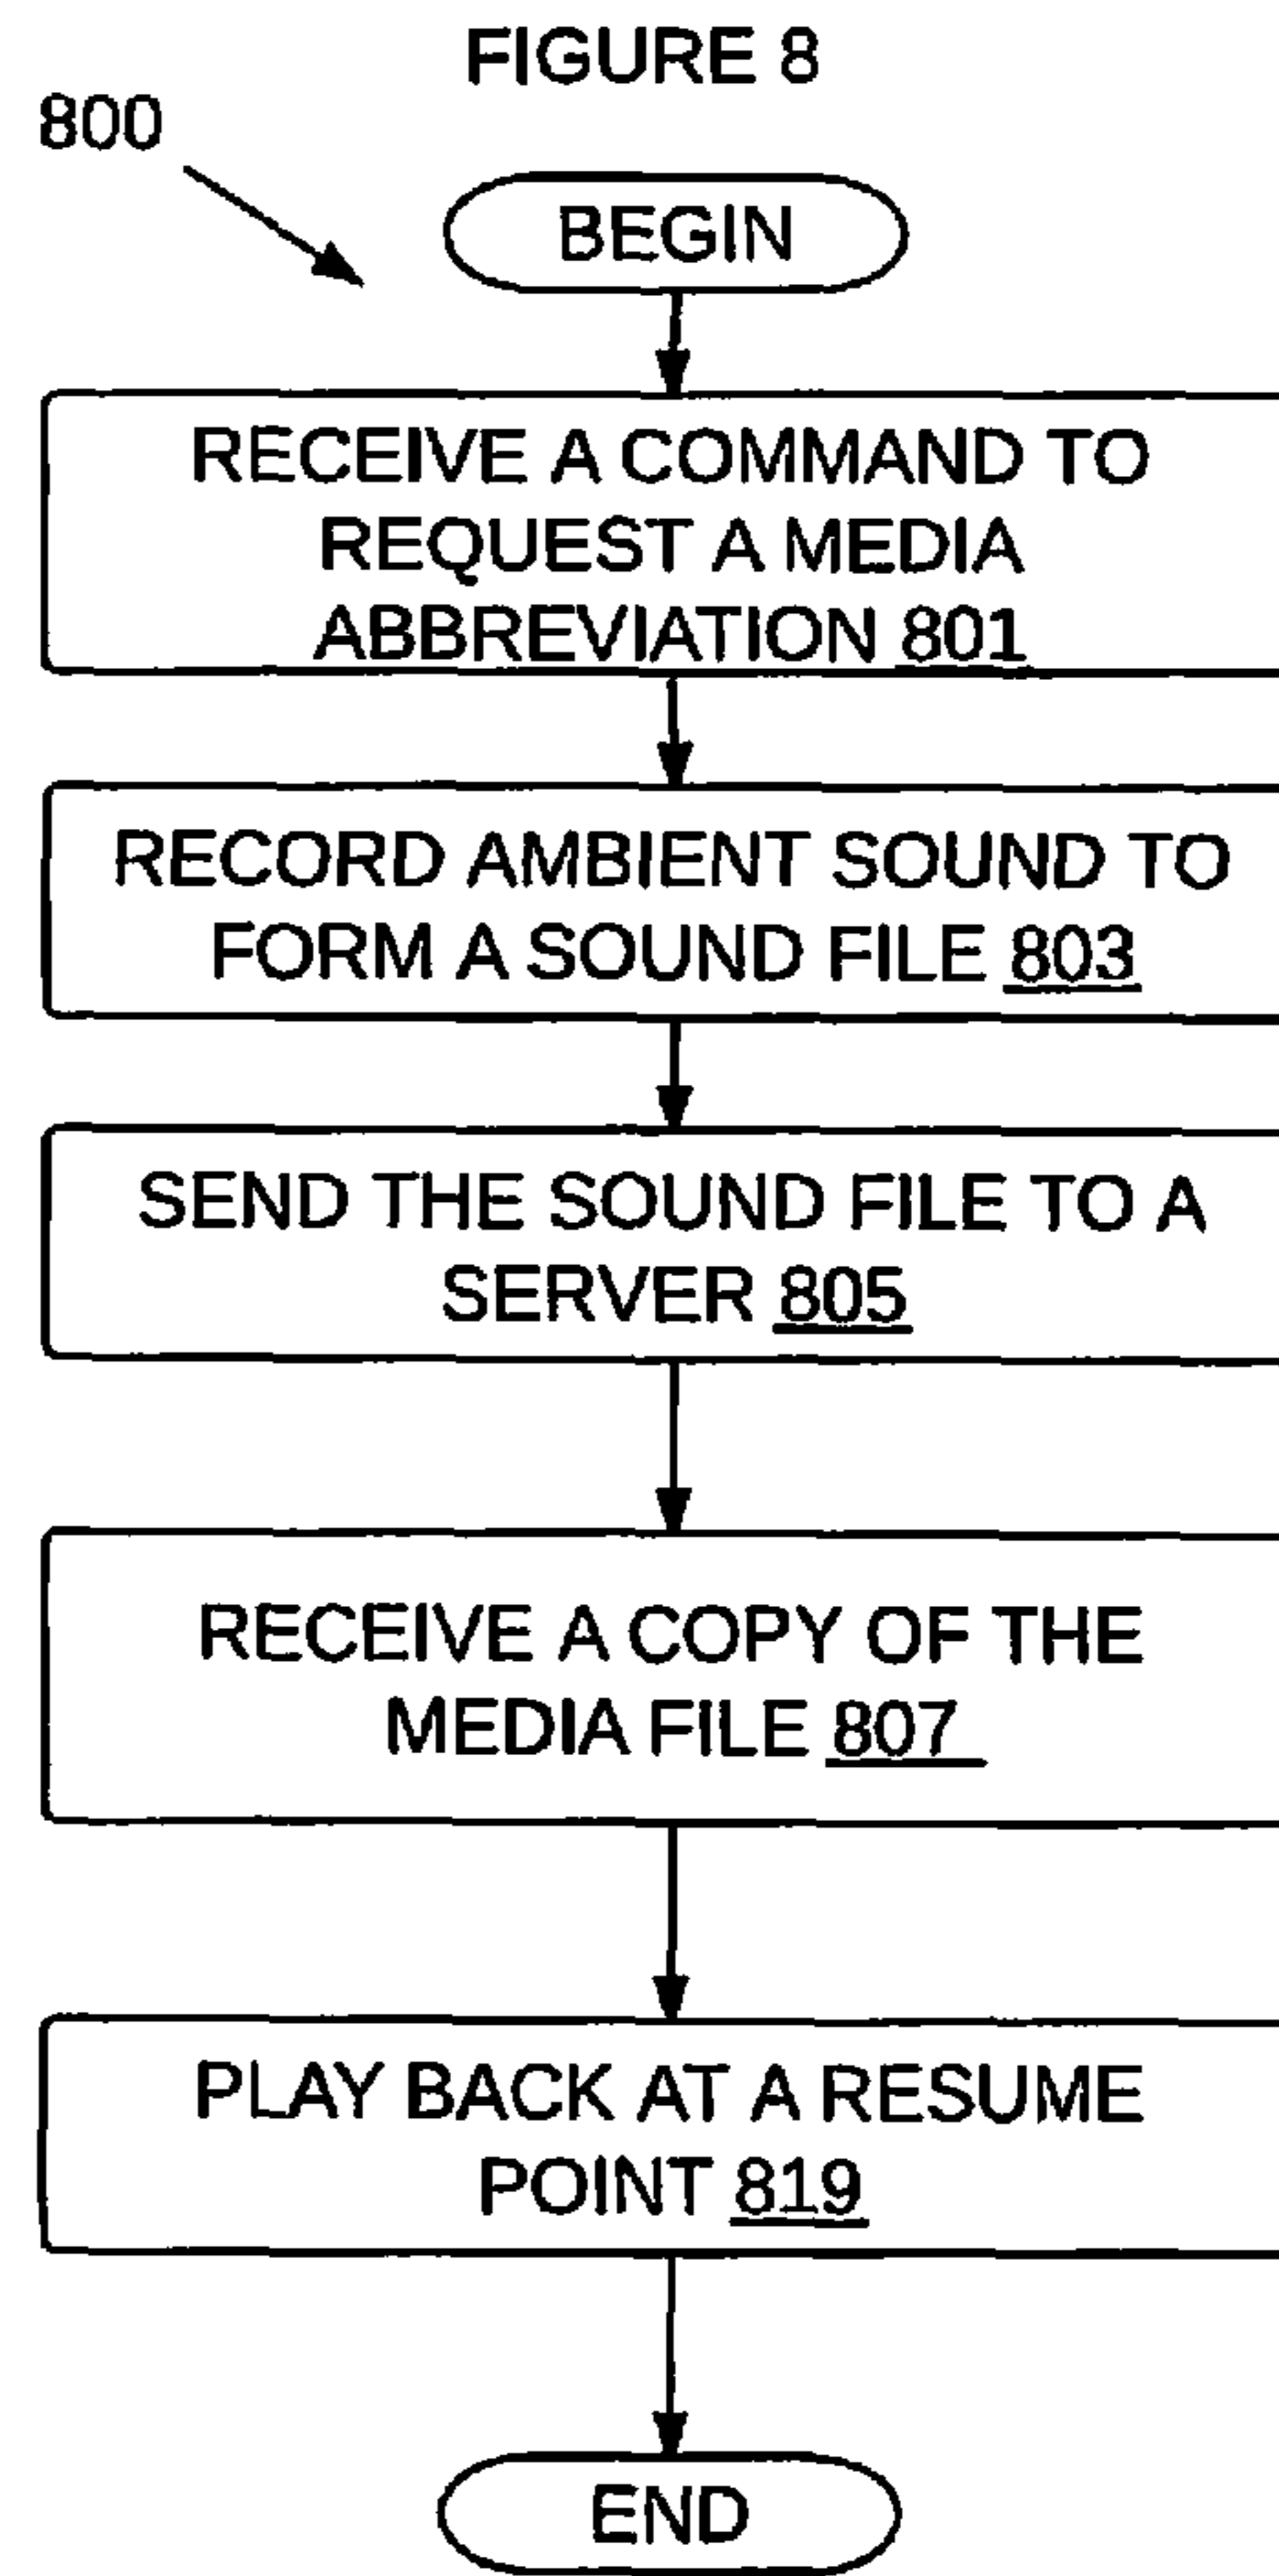 FIGURE 8
800
BEGIN
RECEIVE A COMMAND TO
REQUEST A MEDIA
ABBREVIATION 801
RECORD AMBIENT SOUND TO
FORM A SOUND FILE 803
SEND THE SOUND FILE TO A
SERVER 805
RECEIVE A COPY OF THE
MEDIA FILE 807
PLAY BACK AT A RESUME
POINT 819
END